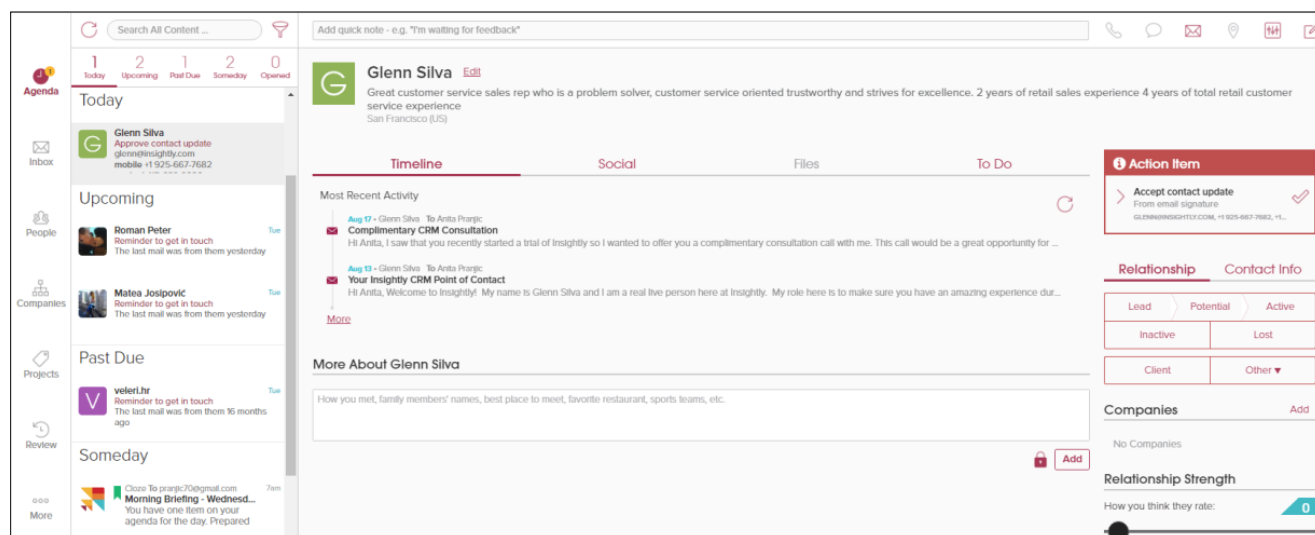 Search All Content ...
Add quick note - e.g. "I'm waiting for feedback"
1
Agenda
Inbox
People
Companies
Projects
Review
More
1 Today
2 Upcoming
1 Past Due
2 Someday
0 Opened
Today
G
Glenn Silva
Approve contact update
glenn@insightly.com
mobile +1 925-667-7682
Upcoming
Roman Peter Tue
Reminder to get in touch
The last mail was from them yesterday
Matea Josipović Tue
Reminder to get in touch
The last mail was from them yesterday
Past Due
V
veleri.hr Tue
Reminder to get in touch
The last mail was from them 16 months
ago
Someday
Cloze To pranjic70@gmail.com 7am
Morning Briefing - Wednesd...
You have one item on your
agenda for the day. Prepared
G
Glenn Silva Edit
Great customer service sales rep who is a problem solver, customer service oriented trustworthy and strives for excellence. 2 years of retail sales experience 4 years of total retail customer
service experience
San Francisco (US)
Timeline Social Files To Do
Most Recent Activity
Aug 17 - Glenn Silva To Anita Pranjic
Complimentary CRM Consultation
Hi Anita, I saw that you recently started a trial of Insightly so I wanted to offer you a complimentary consultation call with me. This call would be a great opportunity for ...
Aug 13 - Glenn Silva To Anita Pranjic
Your Insightly CRM Point of Contact
Hi Anita, Welcome to Insightly! My name is Glenn Silva and I am a real live person here at Insightly. My role here is to make sure you have an amazing experience dur...
More
More About Glenn Silva
How you met, family members' names, best place to meet, favorite restaurant, sports teams, etc.
Add
Action Item
Accept contact update
From email signature
GLENN@INSIGHTLY.COM, +1 925-667-7682, +1...
Relationship Contact Info
Lead Potential Active
Inactive Lost
Client Other ▾
Companies Add
No Companies
Relationship Strength
How you think they rate: 0